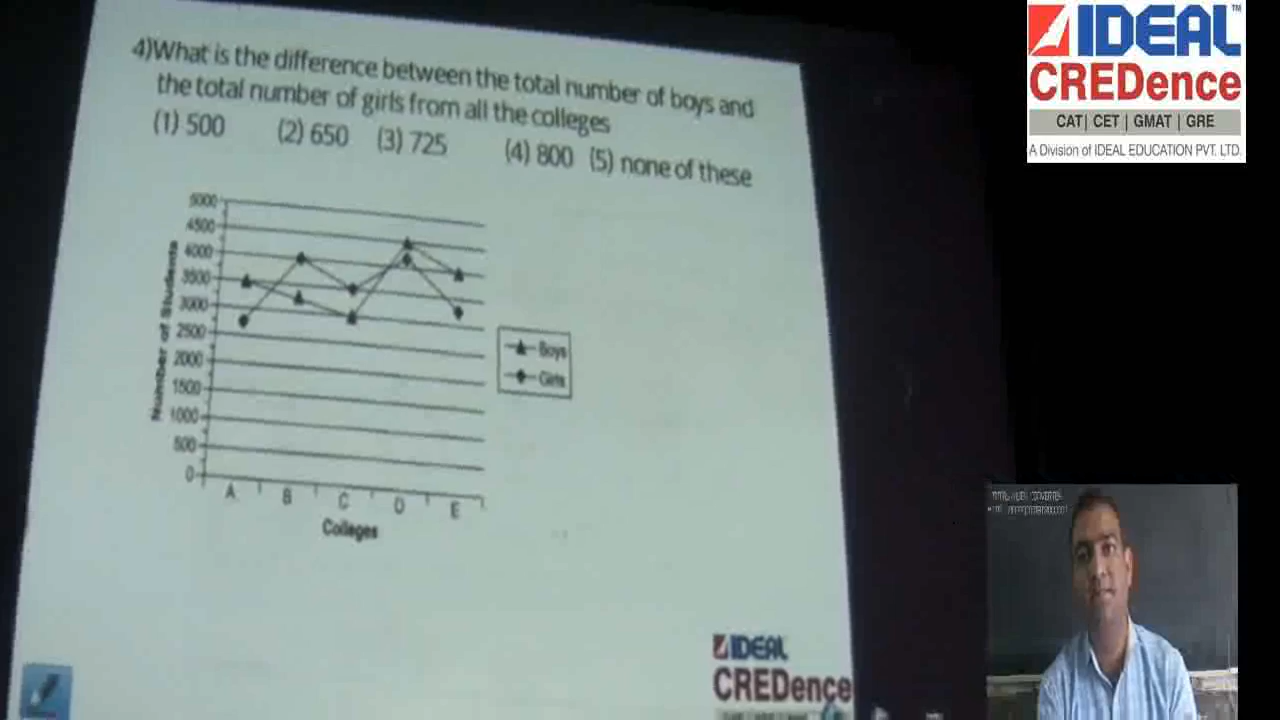 4)What is the difference between the total number of boys and
the total number of girls from all the colleges
(1) 500 (2) 650 (3) 725 (4) 800 (5) none of these
5000
4500
4000
3500
3000
2500
2000
1500
1000
500
0
Number of Students
A B C D E
Colleges
Boys
Girls
IDEAL
CREDence
IDEAL™
CREDence
CAT| CET | GMAT | GRE
A Division of IDEAL EDUCATION PVT. LTD.